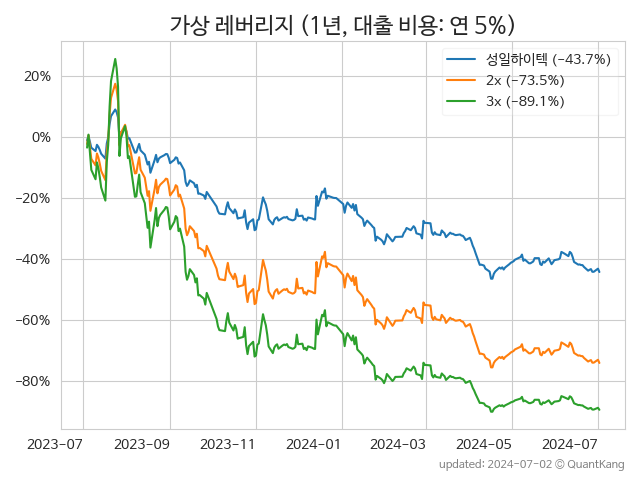 가상 레버리지 (1년, 대출 비용: 연 5%)
성일하이텍 (−43.7%)
2x (−73.5%)
3x (−89.1%)
20%
0%
−20%
−40%
−60%
−80%
2023-07
2023-09
2023-11
2024-01
2024-03
2024-05
2024-07
updated: 2024-07-02 © QuantKang